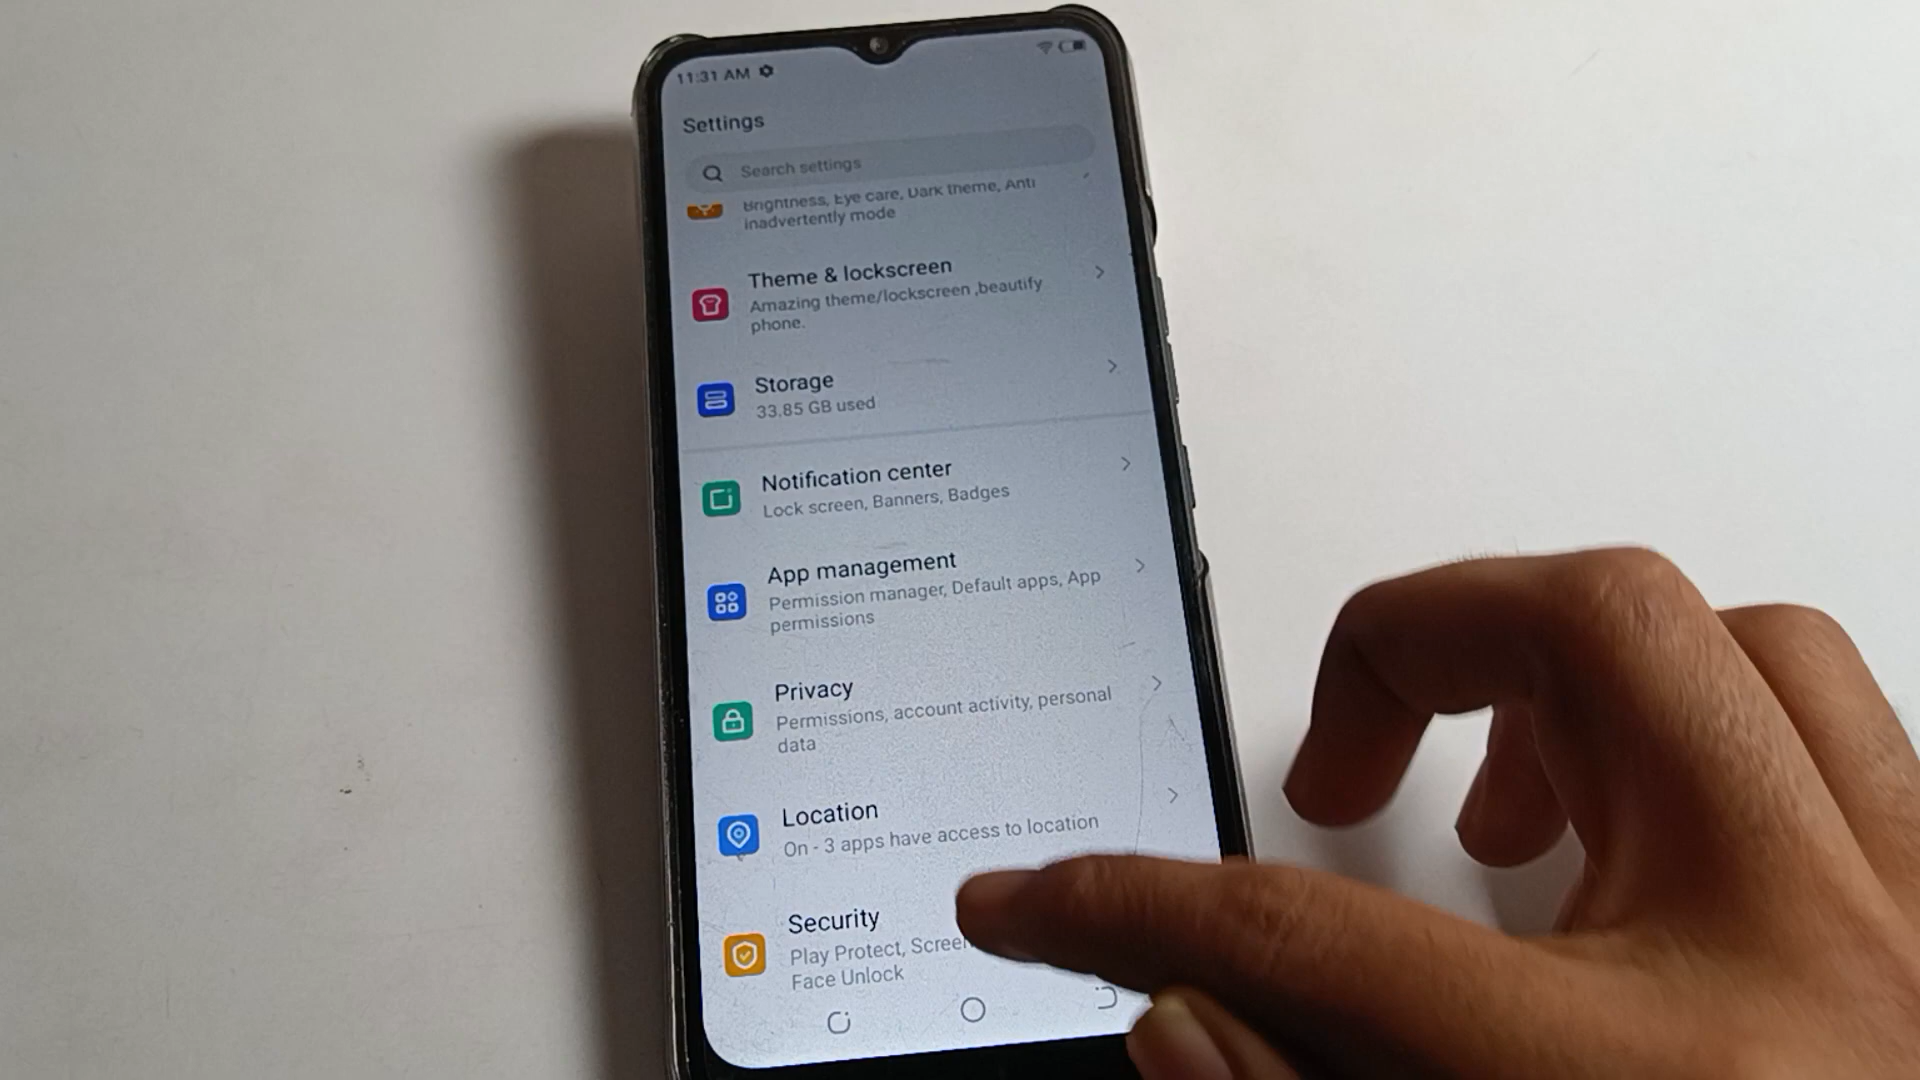 11:31 AM
Settings
Search settings
Brightness, Eye care, Dark theme, Anti
inadvertently mode
Theme & lockscreen
Amazing theme/lockscreen ,beautify
phone.
Storage
33.85 GB used
Notification center
Lock screen, Banners, Badges
App management
Permission manager, Default apps, App
permissions
Privacy
Permissions, account activity, personal
data
Location
On - 3 apps have access to location
Security
Play Protect, Screen
Face Unlock